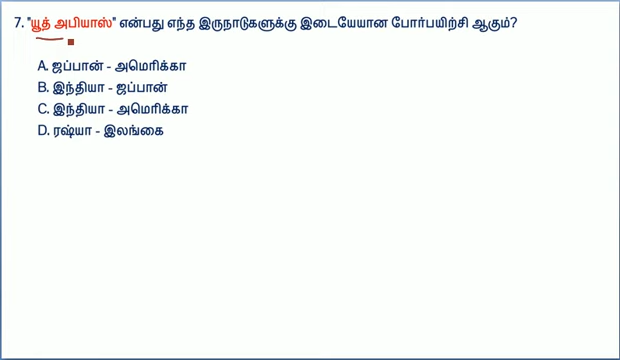 7. "யூத் அபியாஸ்" என்பது எந்த இருநாடுகளுக்கு இடையேயான போர்பயிற்சி ஆகும்?
A. ஜப்பான் - அமெரிக்கா
B. இந்தியா - ஜப்பான்
C. இந்தியா - அமெரிக்கா
D. ரஷ்யா - இலங்கை